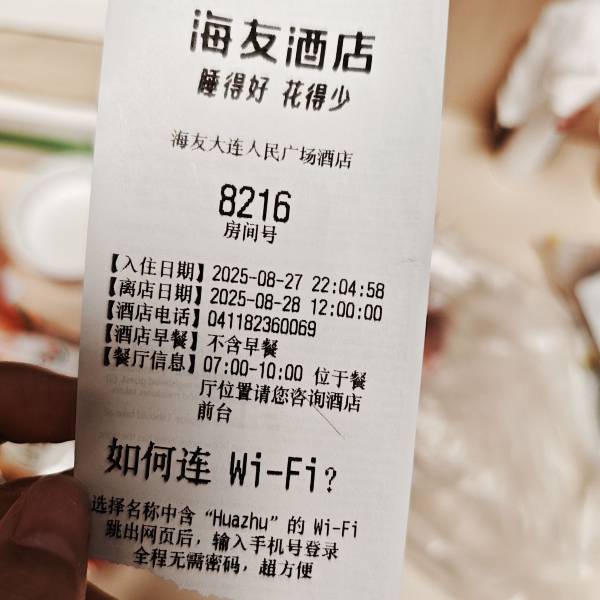 海友酒店
睡得好 花得少
海友大连人民广场酒店
8216
房间号
【入住日期】2025-08-27 22:04:58
【离店日期】2025-08-28 12:00:00
【酒店电话】041182360069
【酒店早餐】不含早餐
【餐厅信息】07:00-10:00 位于餐
厅位置请您咨询酒店
前台
如何连 Wi-Fi?
选择名称中含“Huazhu”的 Wi-Fi
跳出网页后，输入手机号登录
全程无需密码，超方便